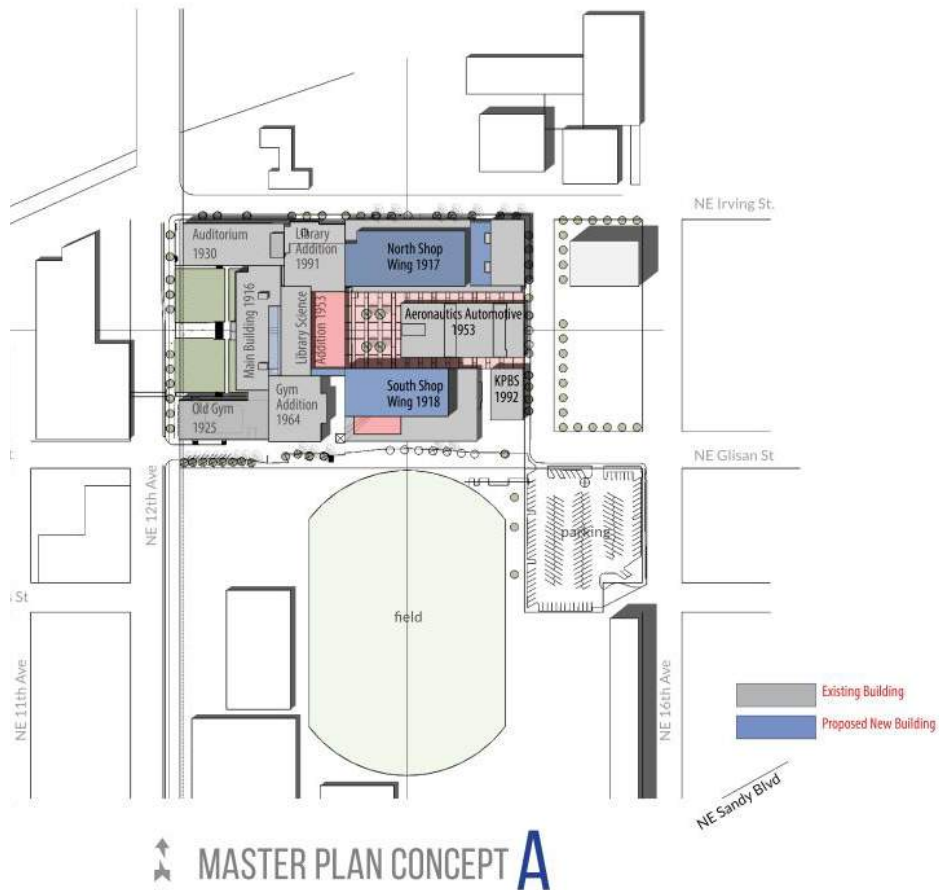 NE Irving St.
Auditorium
1930
Library
Addition
1991
North Shop
Wing 1917
Main Building 1916
Library Science
Addition 1953
Aeronautics Automotive
1953
KPBS
1992
South Shop
Wing 1918
Gym
Addition
1964
Old Gym
1925
NE Glisan St
NE 12th Ave
parking
field
St
NE 11th Ave
NE 16th Ave
Existing Building
Proposed New Building
NE Sandy Blvd
MASTER PLAN CONCEPT A